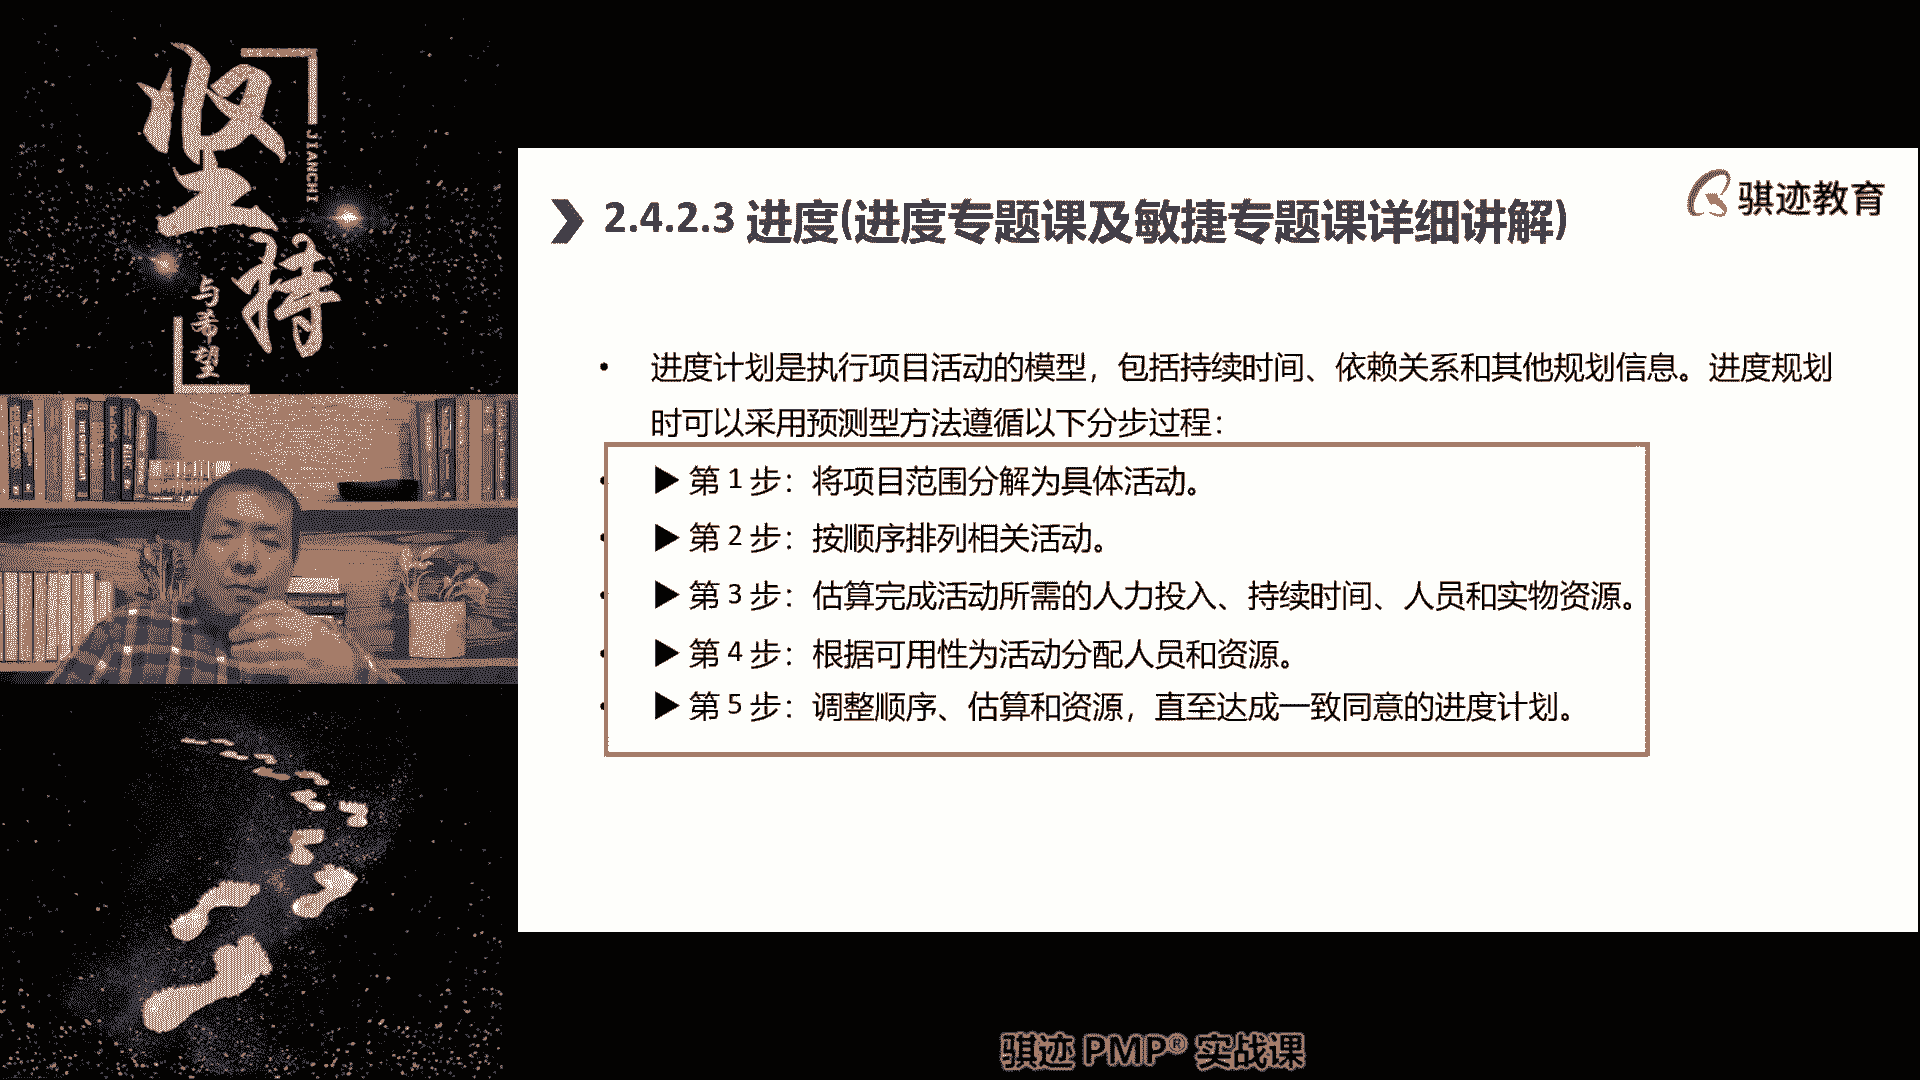 坚持
JIANCHI
与希望
2.4.2.3 进度(进度专题课及敏捷专题课详细讲解)
骐迹教育
• 进度计划是执行项目活动的模型，包括持续时间、依赖关系和其他规划信息。进度规划
时可以采用预测型方法遵循以下分步过程：
▶ 第 1 步：将项目范围分解为具体活动。
▶ 第 2 步：按顺序排列相关活动。
▶ 第 3 步：估算完成活动所需的人力投入、持续时间、人员和实物资源。
▶ 第 4 步：根据可用性为活动分配人员和资源。
▶ 第 5 步：调整顺序、估算和资源，直至达成一致同意的进度计划。
骐迹 PMP® 实战课